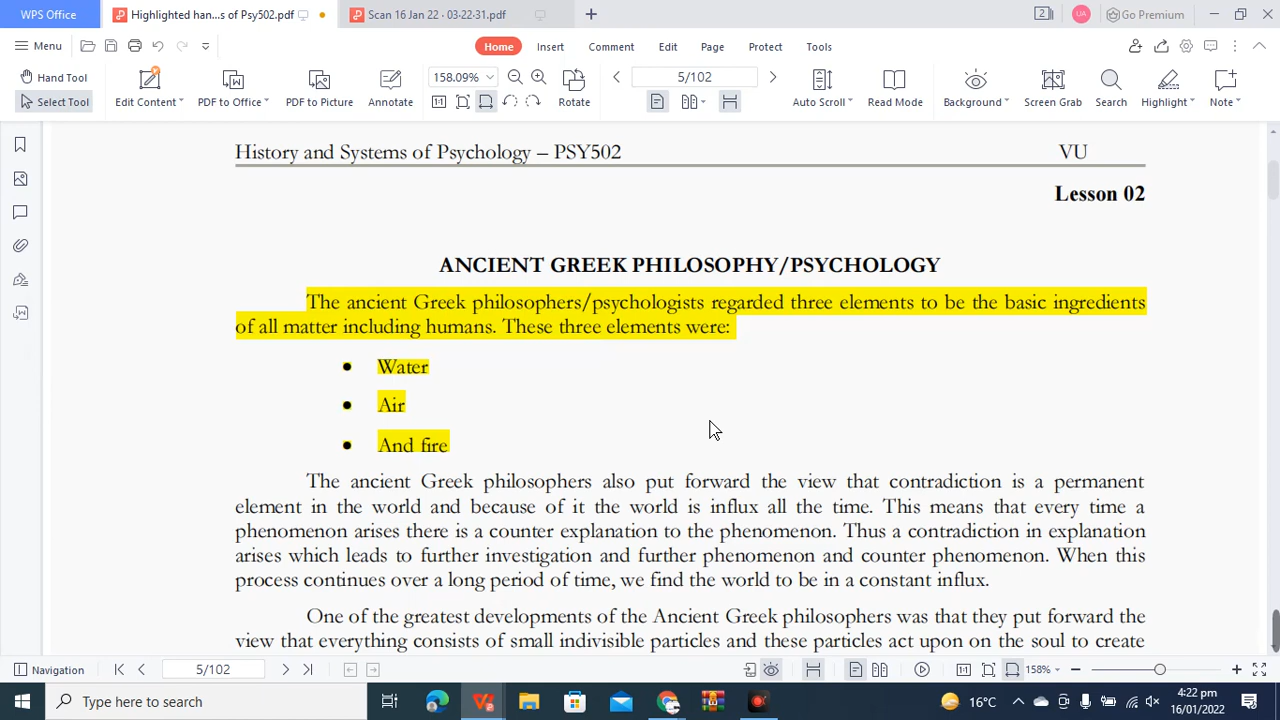 WPS Office
Highlighted han...s of Psy502.pdf
Scan 16 Jan 22 · 03-22-31.pdf
2
UA
Go Premium
Menu
Home
Insert
Comment
Edit
Page
Protect
Tools
Hand Tool
Select Tool
Edit Content
PDF to Office
PDF to Picture
Annotate
158.09%
Rotate
5/102
Auto Scroll
Read Mode
Background
Screen Grab
Search
Highlight
Note
History and Systems of Psychology – PSY502 VU
Lesson 02
ANCIENT GREEK PHILOSOPHY/PSYCHOLOGY
The ancient Greek philosophers/psychologists regarded three elements to be the basic ingredients
of all matter including humans. These three elements were:
• Water
• Air
• And fire
The ancient Greek philosophers also put forward the view that contradiction is a permanent
element in the world and because of it the world is influx all the time. This means that every time a
phenomenon arises there is a counter explanation to the phenomenon. Thus a contradiction in explanation
arises which leads to further investigation and further phenomenon and counter phenomenon. When this
process continues over a long period of time, we find the world to be in a constant influx.
One of the greatest developments of the Ancient Greek philosophers was that they put forward the
view that everything consists of small indivisible particles and these particles act upon on the soul to create
Navigation
5/102
158%
Type here to search
16°C
4:22 pm
16/01/2022